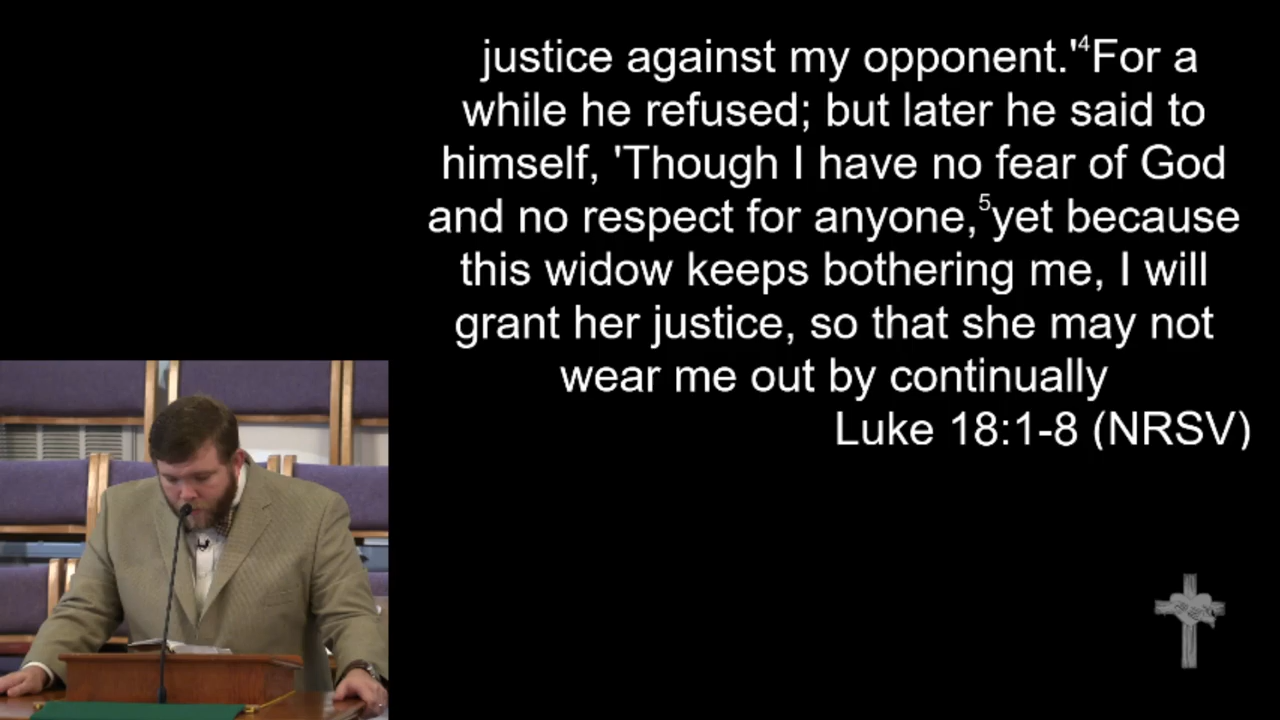 justice against my opponent.'⁴For a
while he refused; but later he said to
himself, 'Though I have no fear of God
and no respect for anyone,⁵yet because
this widow keeps bothering me, I will
grant her justice, so that she may not
wear me out by continually
Luke 18:1-8 (NRSV)